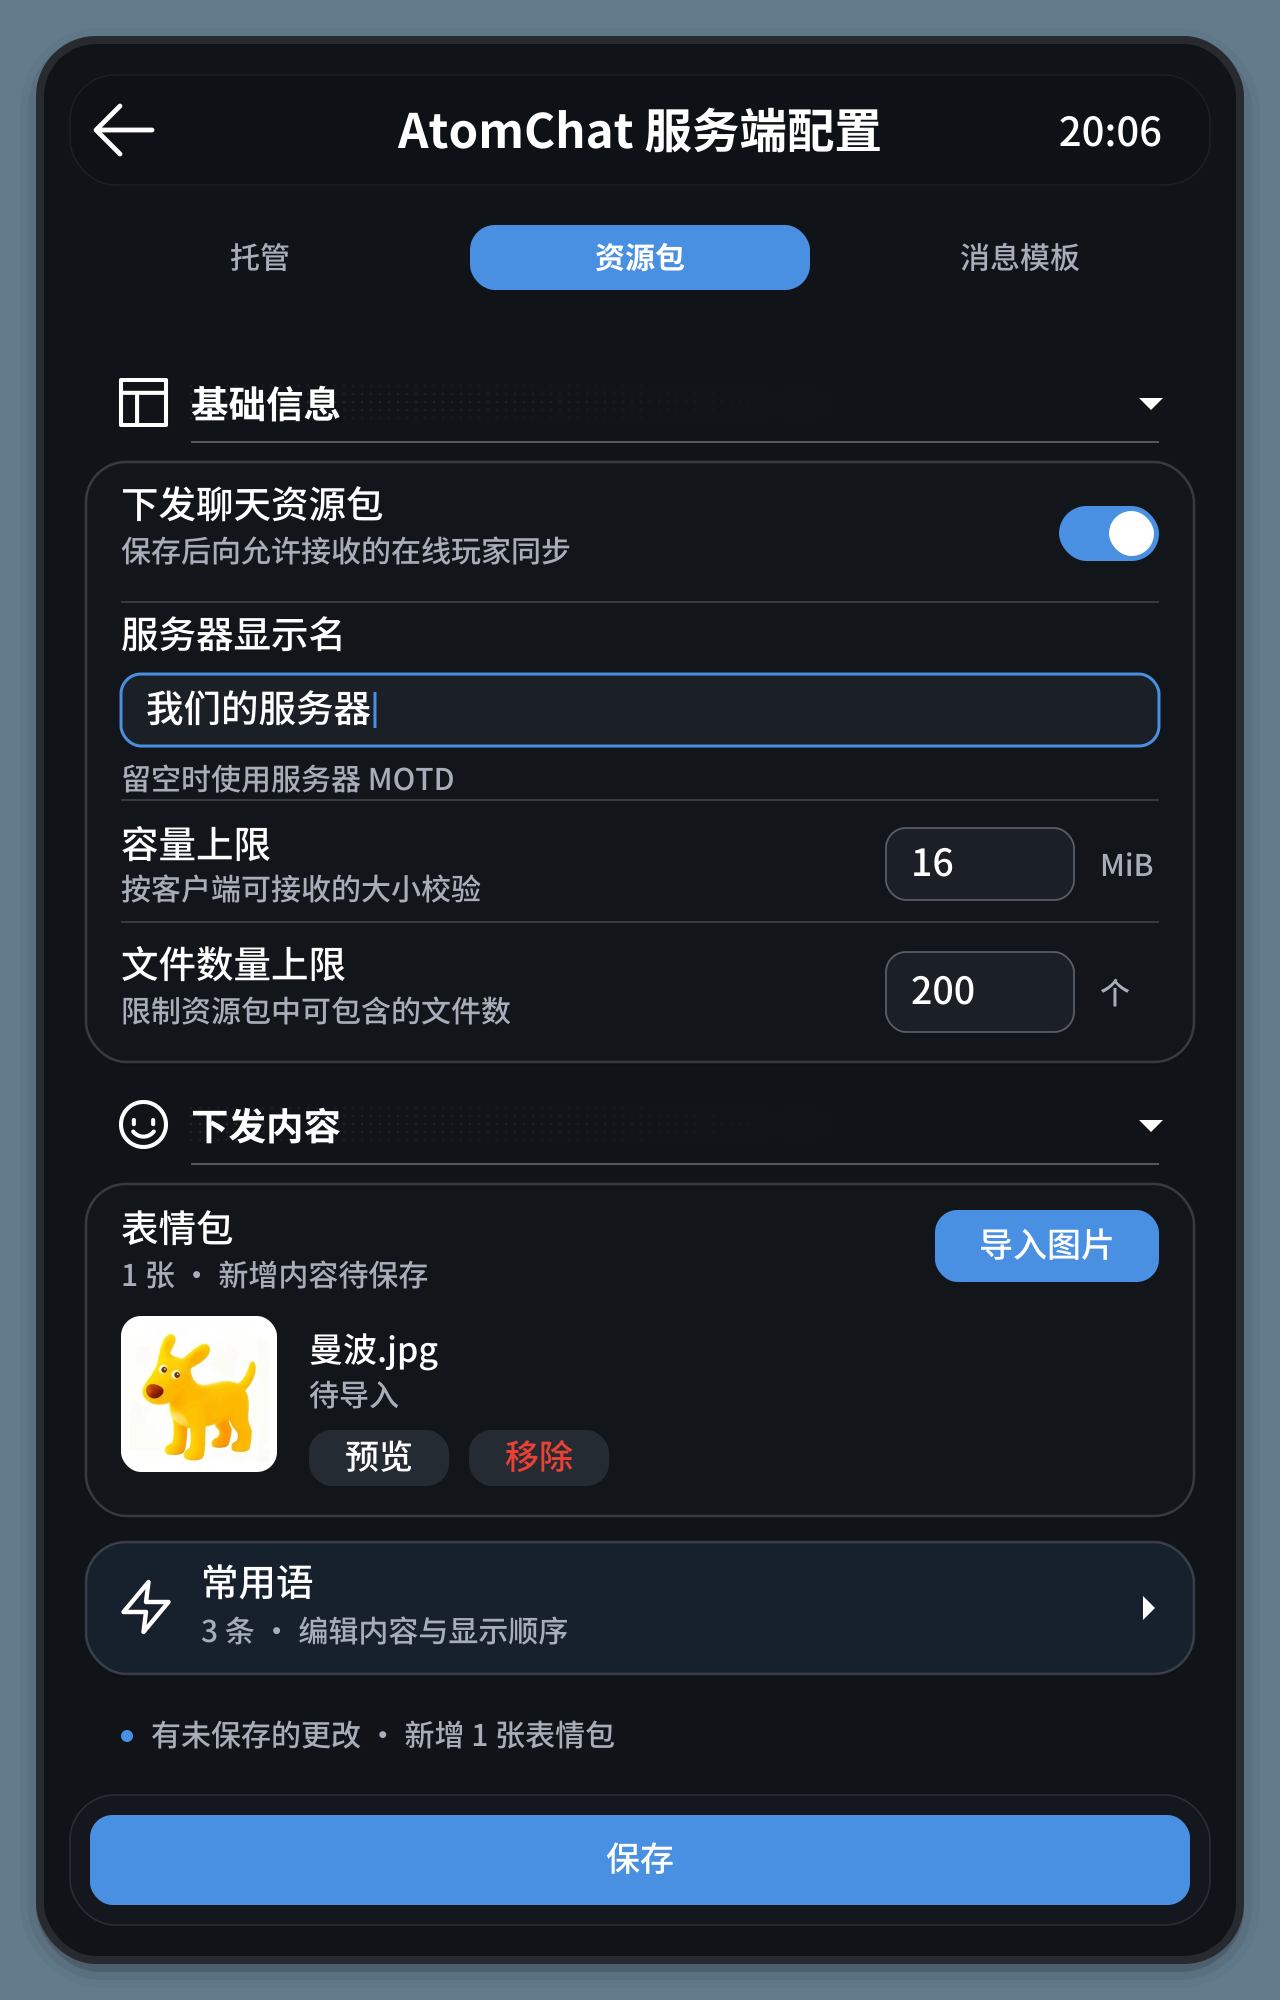 AtomChat 服务端配置
20:06
托管
资源包
消息模板
基础信息
下发聊天资源包
保存后向允许接收的在线玩家同步
服务器显示名
我们的服务器
留空时使用服务器 MOTD
容量上限
按客户端可接收的大小校验
16
MiB
文件数量上限
限制资源包中可包含的文件数
200
个
下发内容
表情包
1 张 · 新增内容待保存
导入图片
曼波.jpg
待导入
预览
移除
常用语
3 条 · 编辑内容与显示顺序
有未保存的更改 · 新增 1 张表情包
保存